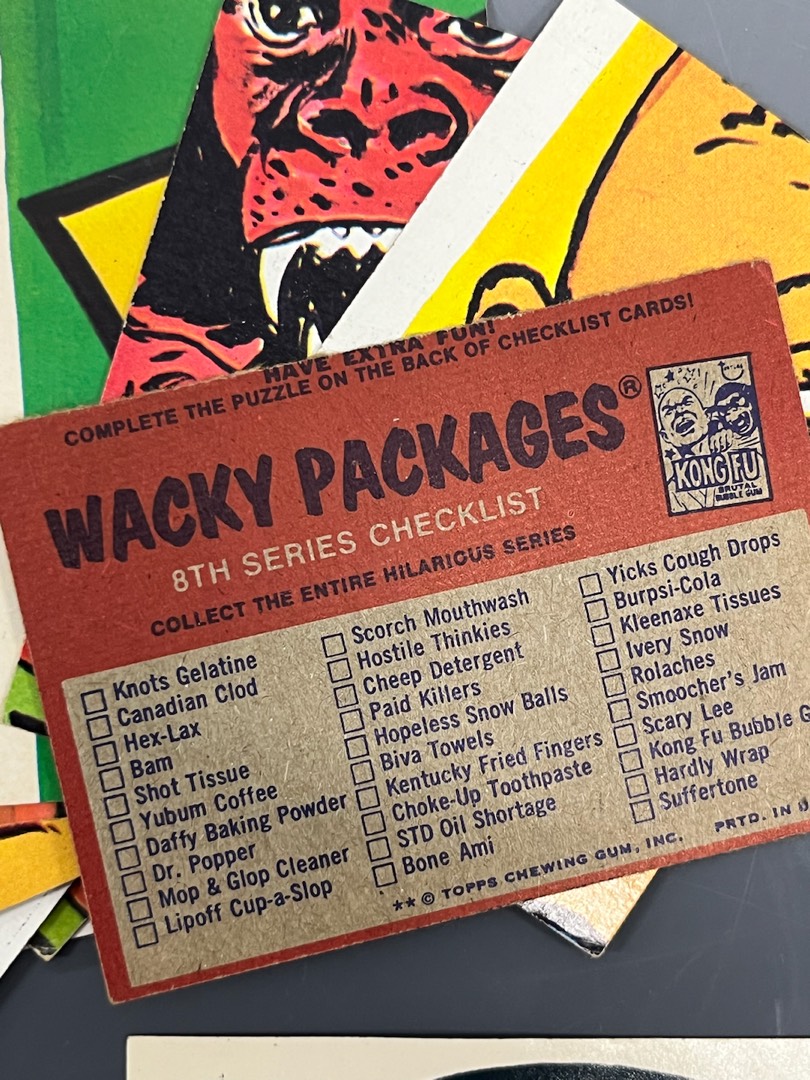 HAVE EXTRA FUN!
COMPLETE THE PUZZLE ON THE BACK OF CHECKLIST CARDS!
WACKY PACKAGES®
8TH SERIES CHECKLIST
COLLECT THE ENTIRE HILARIOUS SERIES
KONG FU
BRUTAL
BUBBLE GUM
Knots Gelatine
Canadian Clod
Hex-Lax
Bam
Shot Tissue
Yubum Coffee
Daffy Baking Powder
Dr. Popper
Mop & Glop Cleaner
Lipoff Cup-a-Slop
Scorch Mouthwash
Hostile Thinkies
Cheep Detergent
Paid Killers
Hopeless Snow Balls
Biva Towels
Kentucky Fried Fingers
Choke-Up Toothpaste
STD Oil Shortage
Bone Ami
Yicks Cough Drops
Burpsi-Cola
Kleenaxe Tissues
Ivery Snow
Rolaches
Smoocher's Jam
Scary Lee
Kong Fu Bubble G
Hardly Wrap
Suffertone
** © TOPPS CHEWING GUM, INC. PRTD. IN